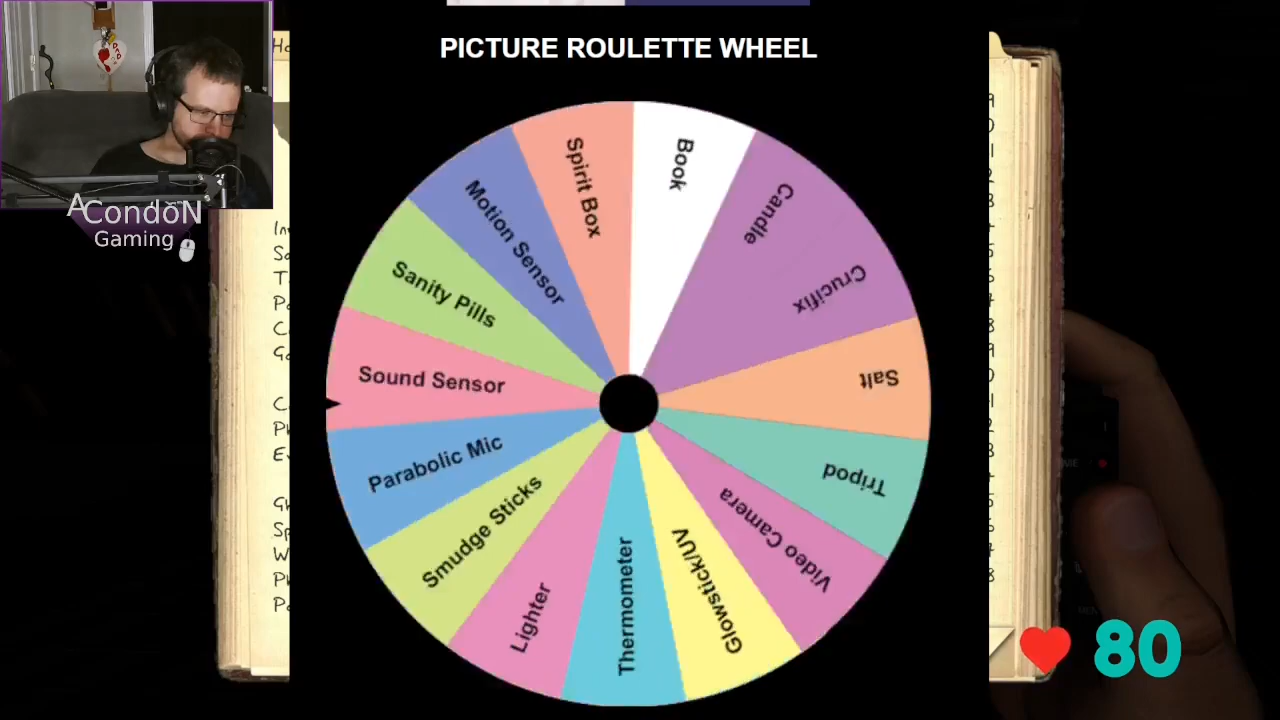 PICTURE ROULETTE WHEEL
Book
Candle
Crucifix
Salt
Tripod
Video Camera
Glowstick/UV
Thermometer
Lighter
Smudge Sticks
Parabolic Mic
Sound Sensor
Sanity Pills
Motion Sensor
Spirit Box
ACondoN
Gaming
80